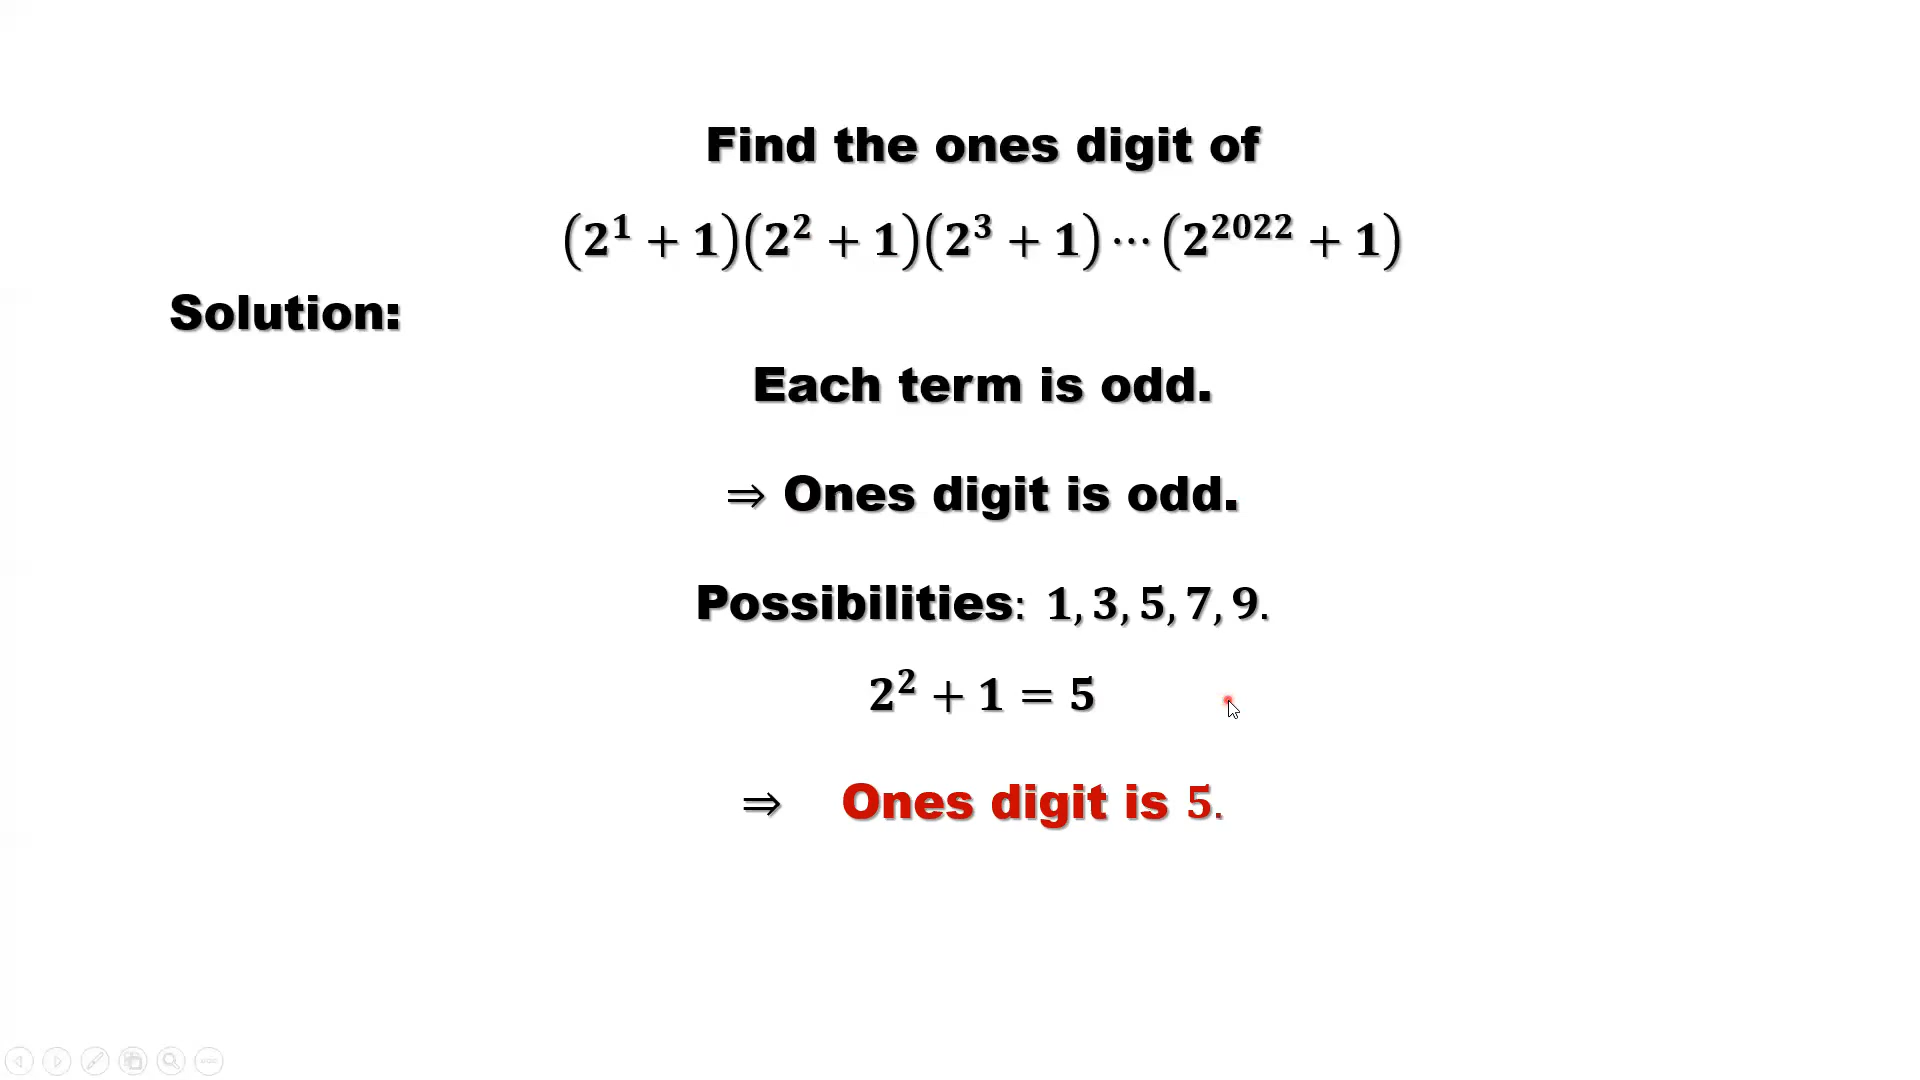 Find the ones digit of
(2¹ + 1)(2² + 1)(2³ + 1) ⋯ (2²⁰²² + 1)
Solution:
Each term is odd.
⇒ Ones digit is odd.
Possibilities: 1, 3, 5, 7, 9.
2² + 1 = 5
⇒ Ones digit is 5.